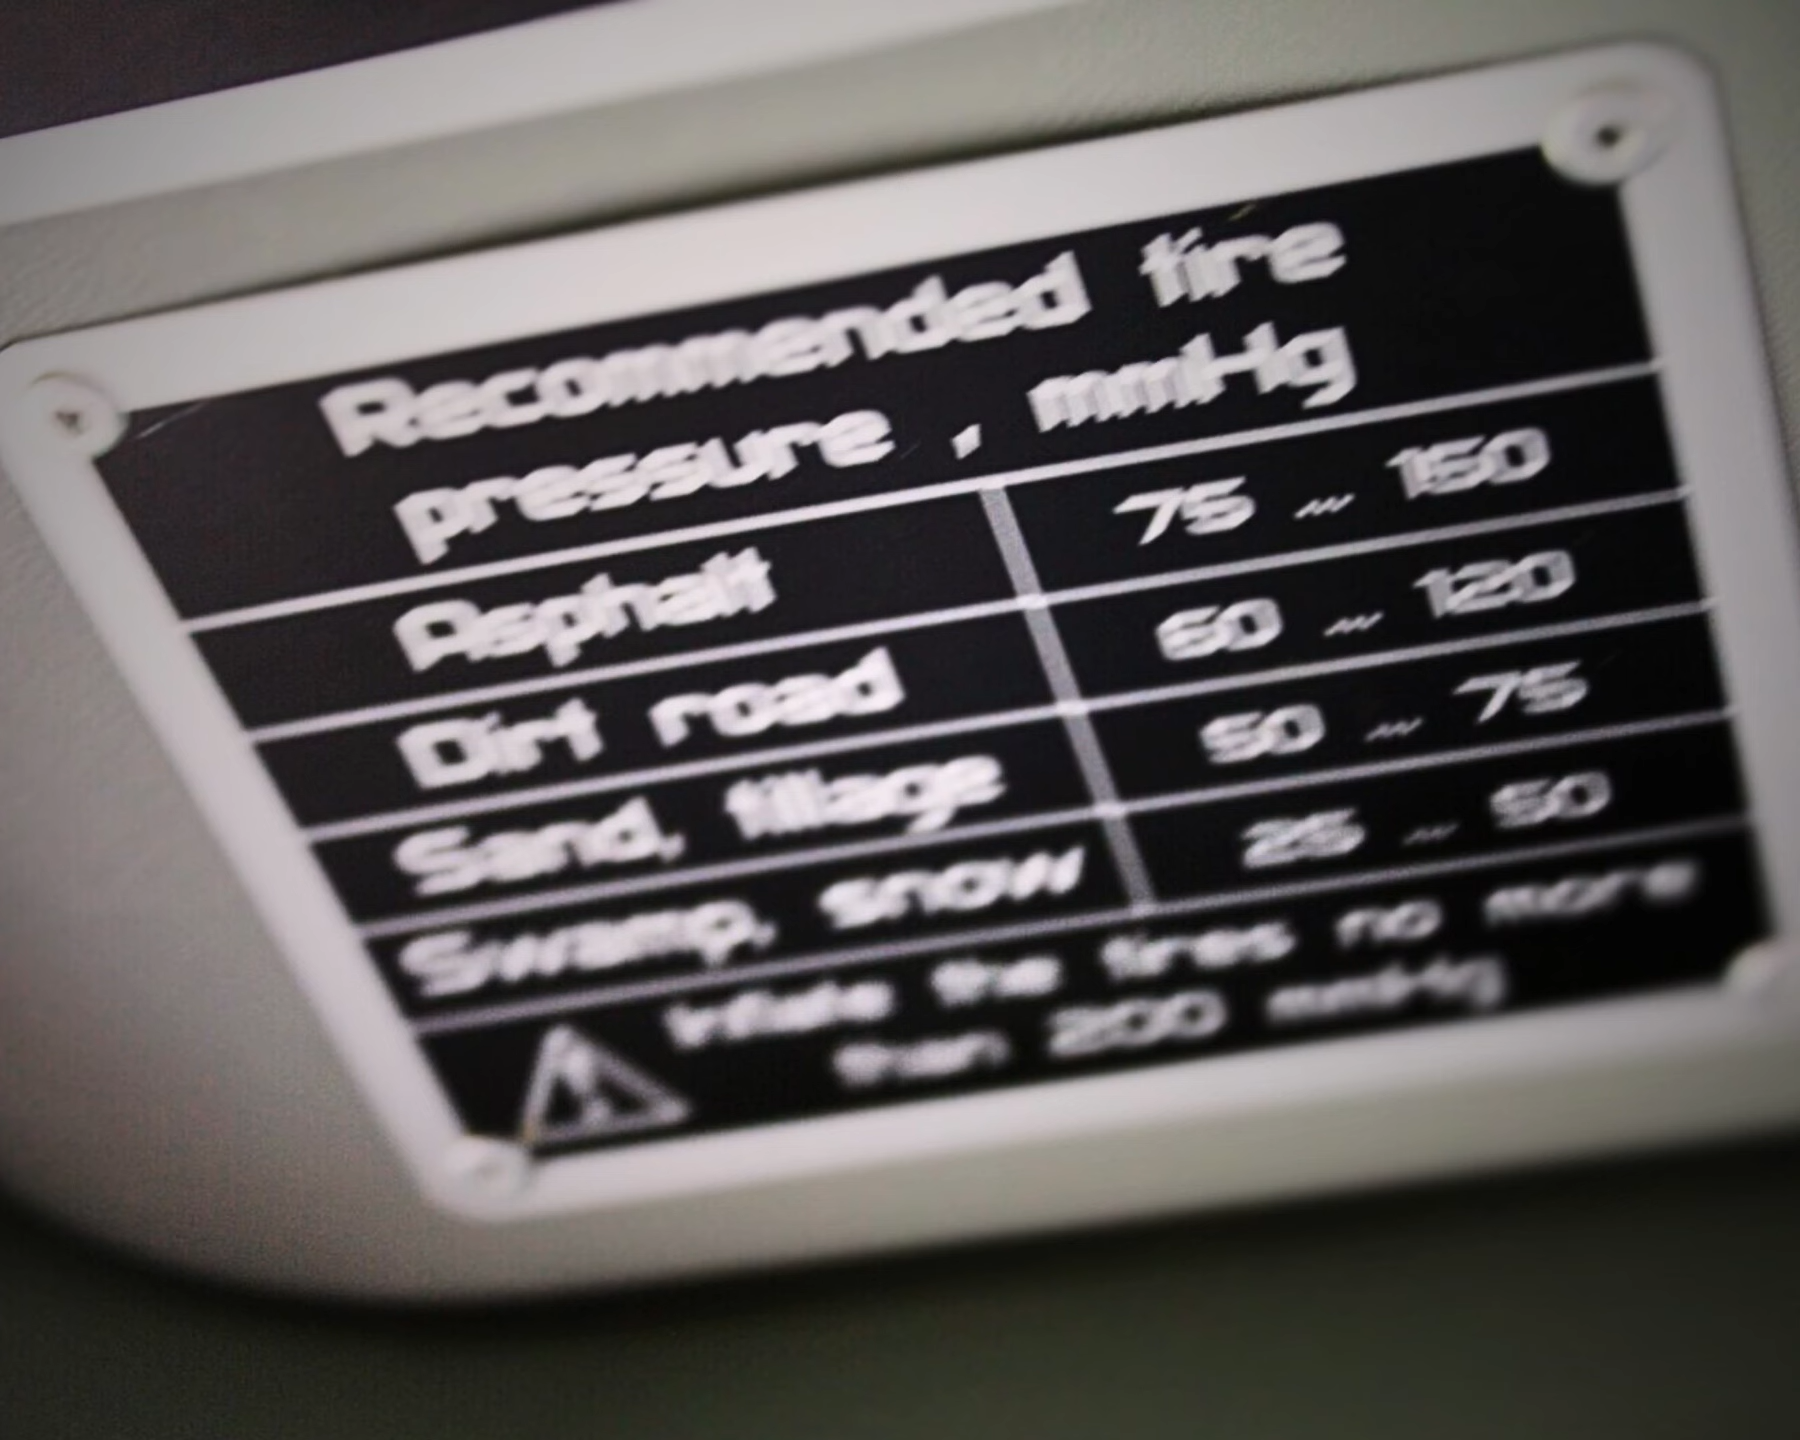 Recommended tire
pressure , mmHg
Asphalt 75 ... 150
Dirt road 60 ... 120
Sand, tillage 50 ... 75
Swamp, snow 25 ... 50
Inflate the tires no more
than 200 mmHg